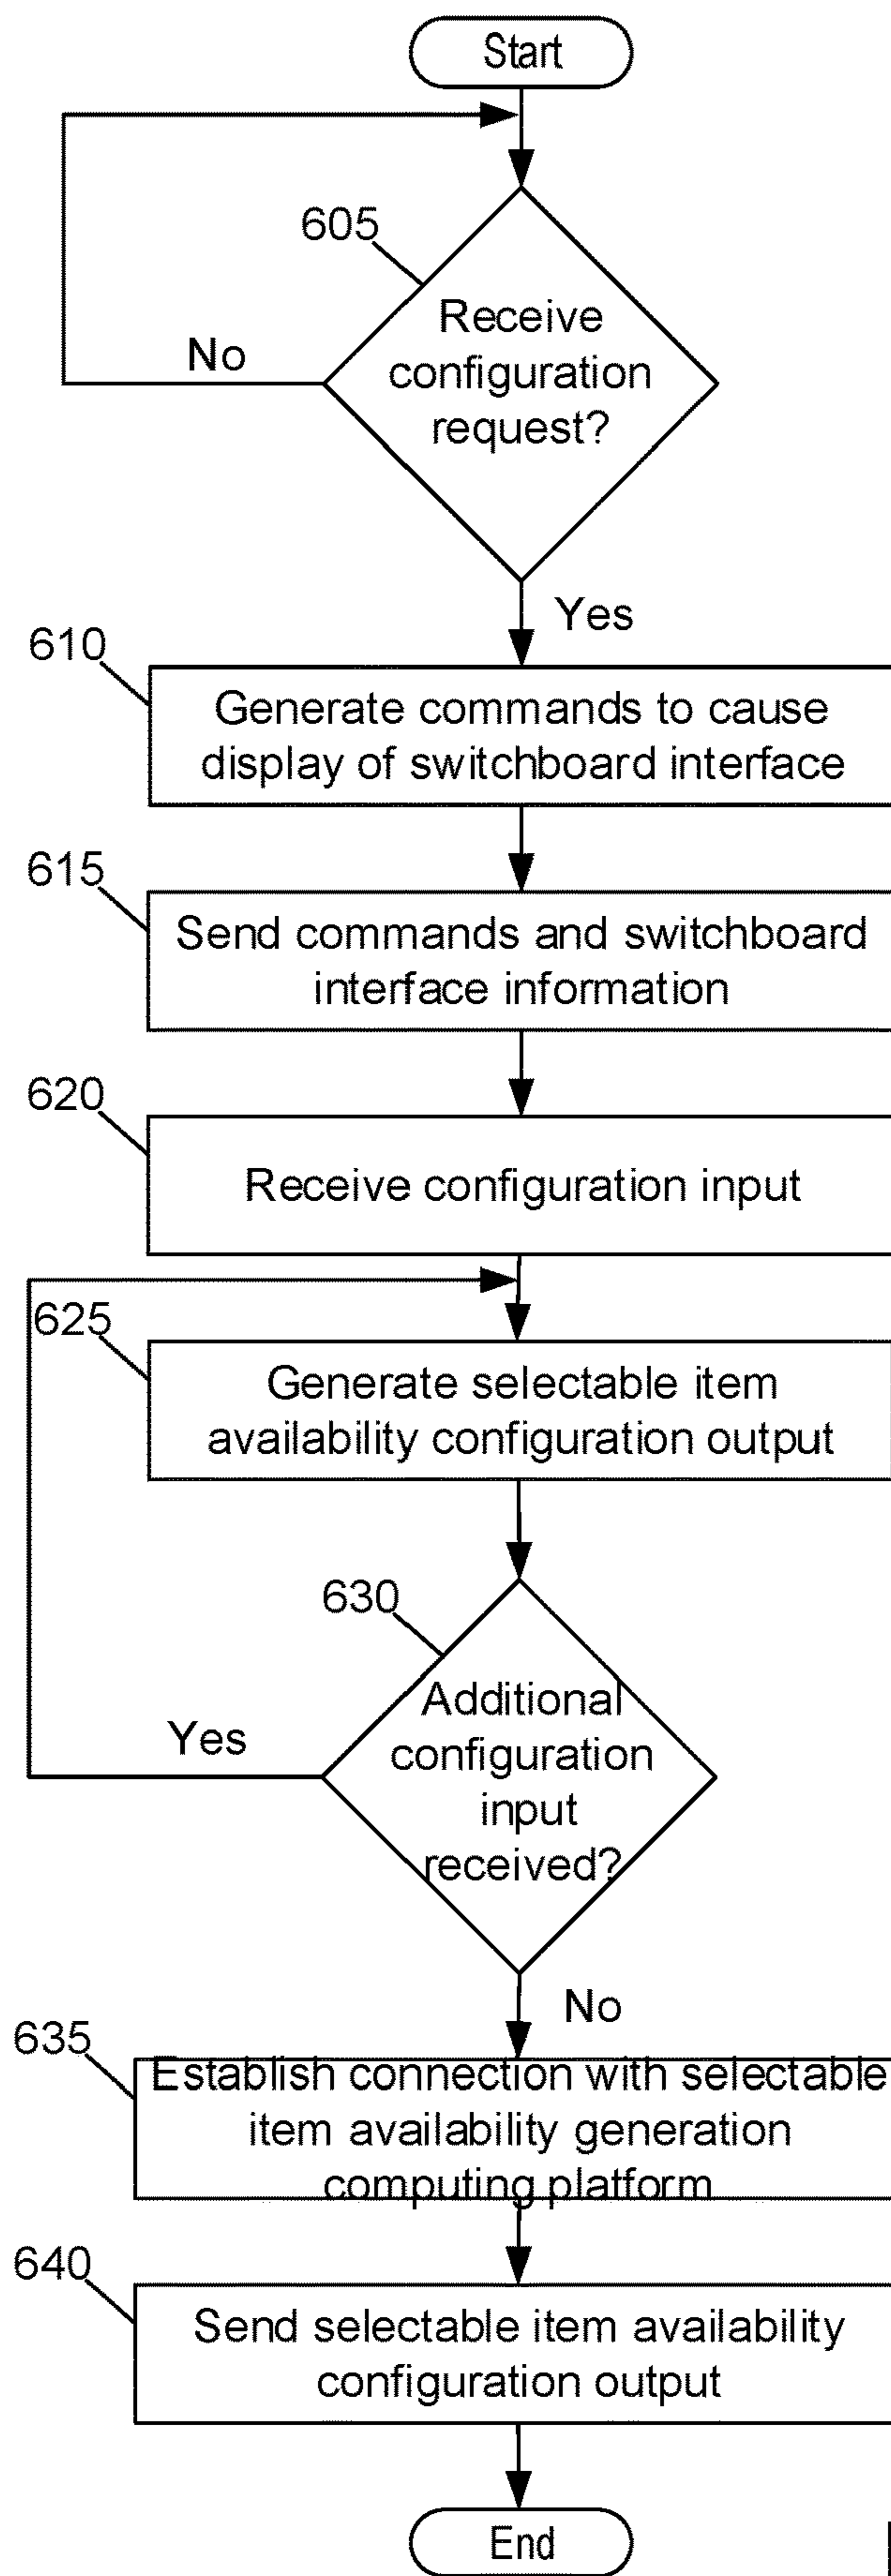 Start
605
Receive
configuration
request?
No
Yes
610
Generate commands to cause
display of switchboard interface
615
Send commands and switchboard
interface information
620
Receive configuration input
625
Generate selectable item
availability configuration output
630
Additional
configuration
input
received?
Yes
No
635
Establish connection with selectable
item availability generation
computing platform
640
Send selectable item availability
configuration output
End